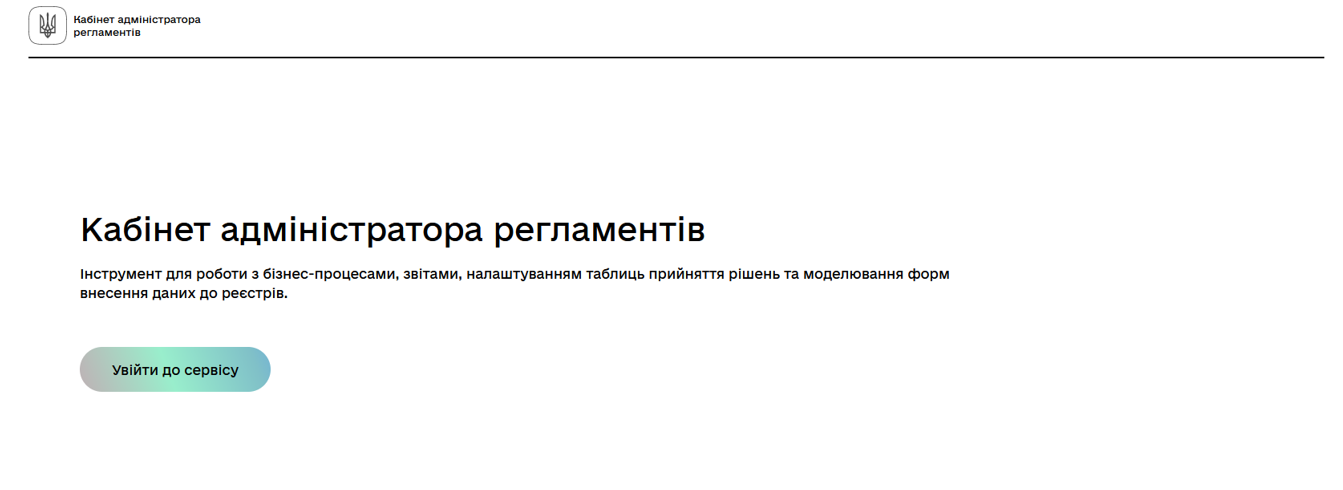 Кабінет адміністратора
регламентів
Кабінет адміністратора регламентів
Інструмент для роботи з бізнес-процесами, звітами, налаштуванням таблиць прийняття рішень та моделювання форм
внесення даних до реєстрів.
Увійти до сервісу